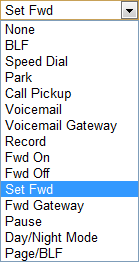 Set Fwd
None
BLF
Speed Dial
Park
Call Pickup
Voicemail
Voicemail Gateway
Record
Fwd On
Fwd Off
Set Fwd
Fwd Gateway
Pause
Day/Night Mode
Page/BLF